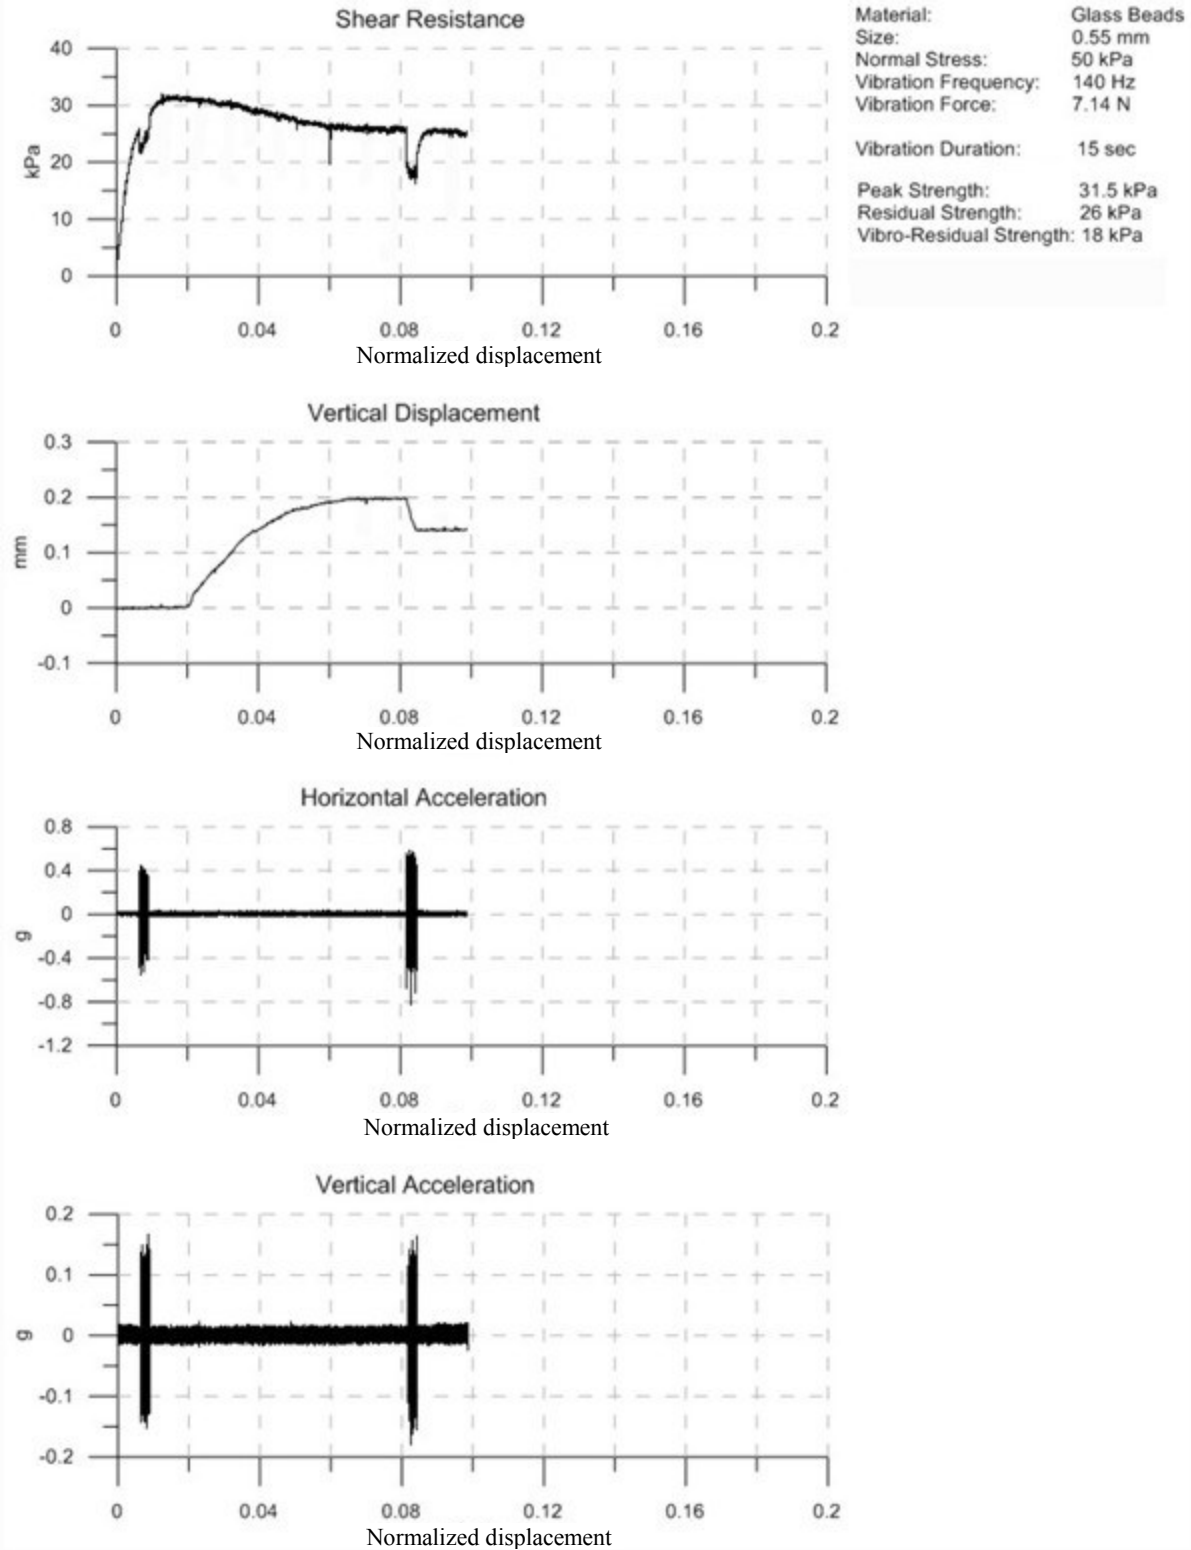 Shear Resistance
40
30
20
10
0
kPa
0 0.04 0.08 0.12 0.16 0.2
Normalized displacement
Material: Glass Beads
Size: 0.55 mm
Normal Stress: 50 kPa
Vibration Frequency: 140 Hz
Vibration Force: 7.14 N
Vibration Duration: 15 sec
Peak Strength: 31.5 kPa
Residual Strength: 26 kPa
Vibro-Residual Strength: 18 kPa
Vertical Displacement
0.3
0.2
0.1
0
-0.1
mm
0 0.04 0.08 0.12 0.16 0.2
Normalized displacement
Horizontal Acceleration
0.8
0.4
0
-0.4
-0.8
-1.2
g
0 0.04 0.08 0.12 0.16 0.2
Normalized displacement
Vertical Acceleration
0.2
0.1
0
-0.1
-0.2
g
0 0.04 0.08 0.12 0.16 0.2
Normalized displacement